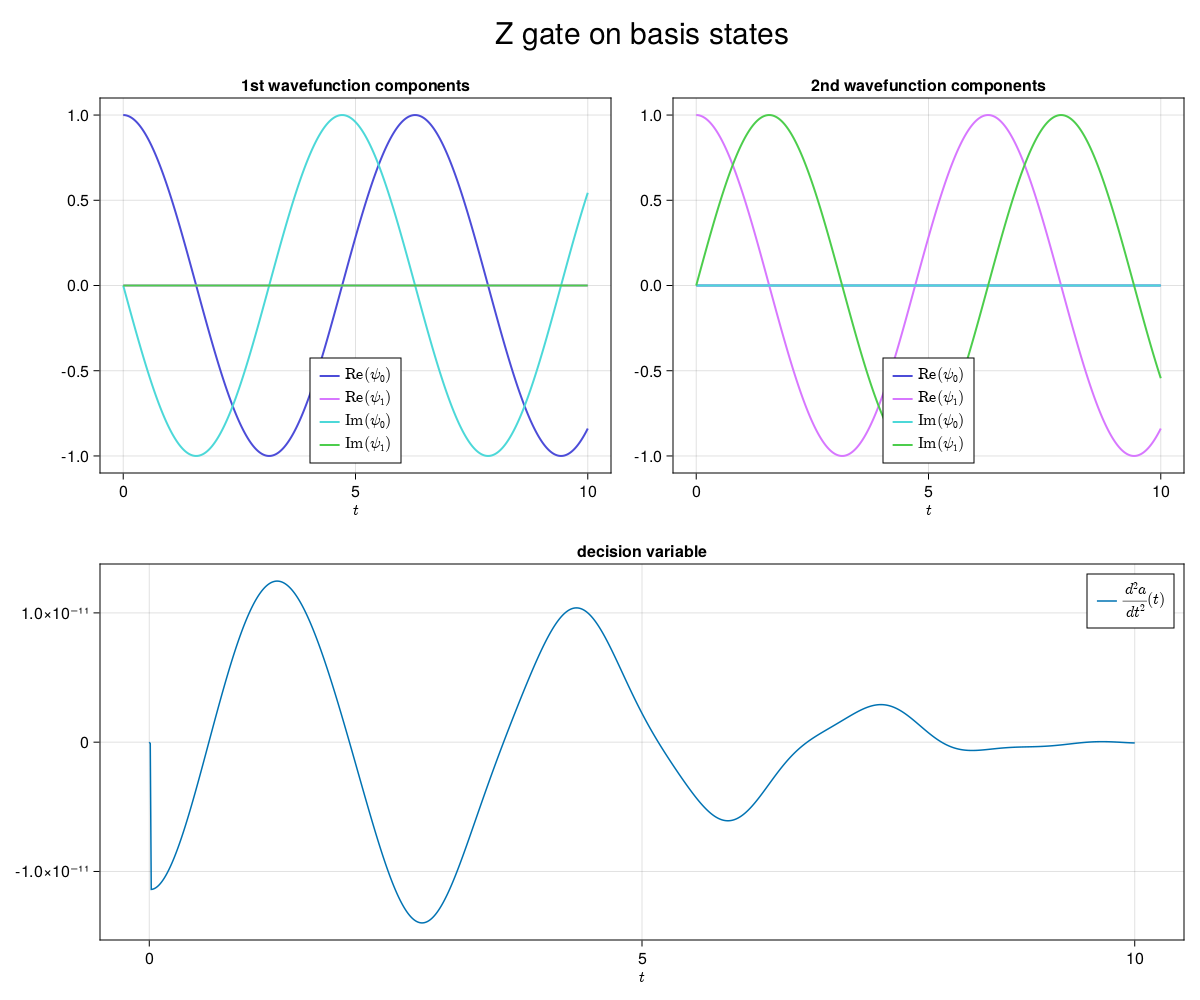 Z gate on basis states
1st wavefunction components
1.0
0.5
0.0
-0.5
-1.0
Re(ψ₀)
Re(ψ₁)
Im(ψ₀)
Im(ψ₁)
0 5 10
t
2nd wavefunction components
1.0
0.5
0.0
-0.5
-1.0
Re(ψ₀)
Re(ψ₁)
Im(ψ₀)
Im(ψ₁)
0 5 10
t
decision variable
1.0×10⁻¹¹
0
-1.0×10⁻¹¹
d²a
dt²
(t)
0 5 10
t